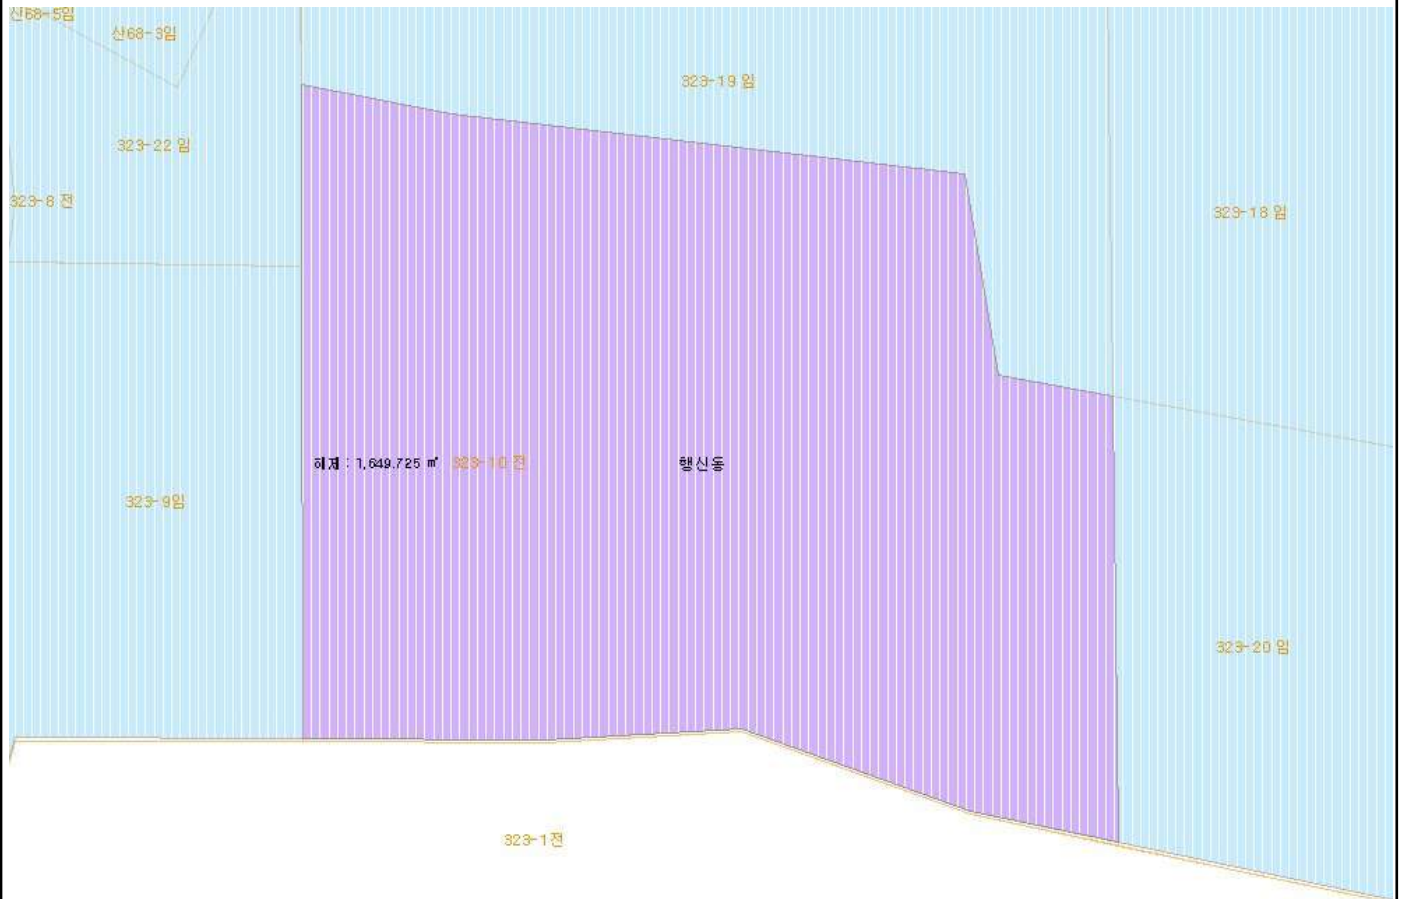 산68-5임
산68-3임
323-19 임
323-22 임
323-8 전
323-18 임
해제 : 1,649.725 ㎡ 323-10 전 행신동
323-9임
323-20 임
323-1전